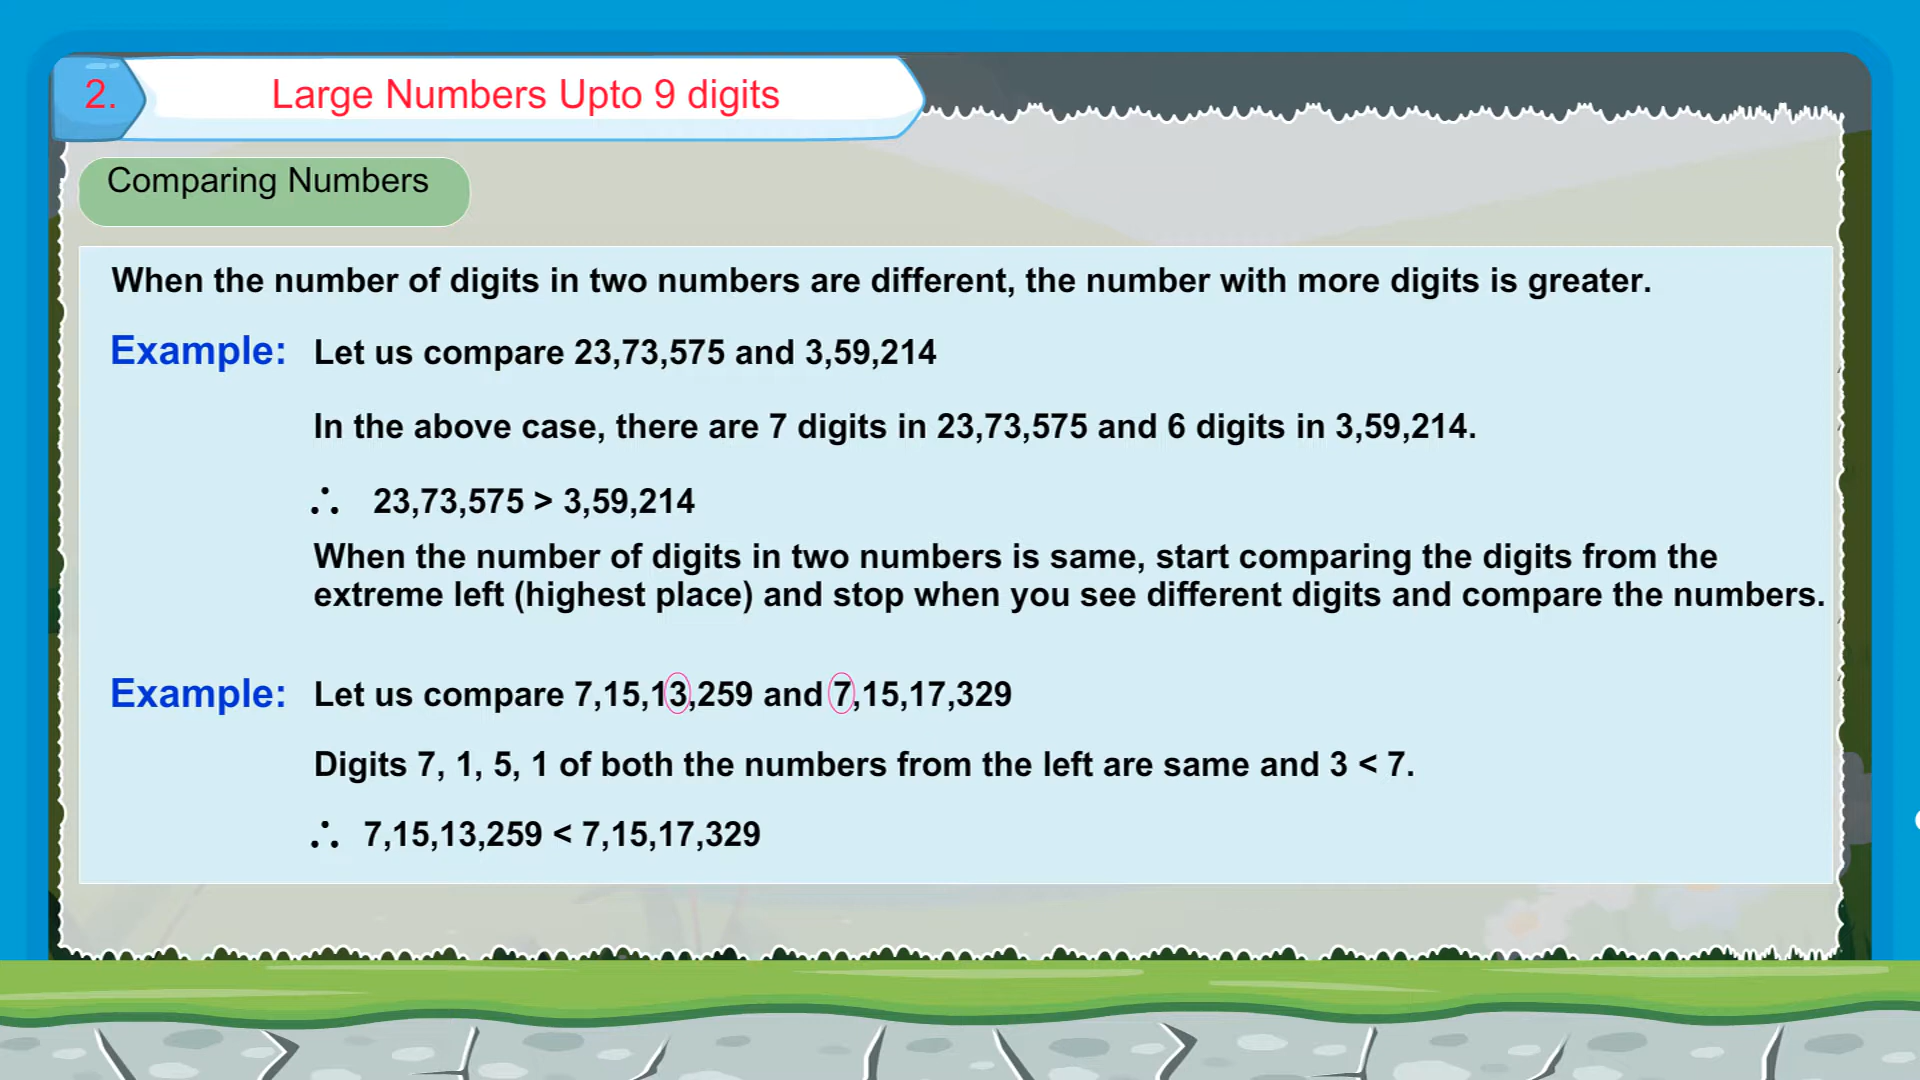 2.
Large Numbers Upto 9 digits
Comparing Numbers
When the number of digits in two numbers are different, the number with more digits is greater.
Example: Let us compare 23,73,575 and 3,59,214
In the above case, there are 7 digits in 23,73,575 and 6 digits in 3,59,214.
∴ 23,73,575 > 3,59,214
When the number of digits in two numbers is same, start comparing the digits from the
extreme left (highest place) and stop when you see different digits and compare the numbers.
Example: Let us compare 7,15,13,259 and 7,15,17,329
Digits 7, 1, 5, 1 of both the numbers from the left are same and 3 < 7.
∴ 7,15,13,259 < 7,15,17,329